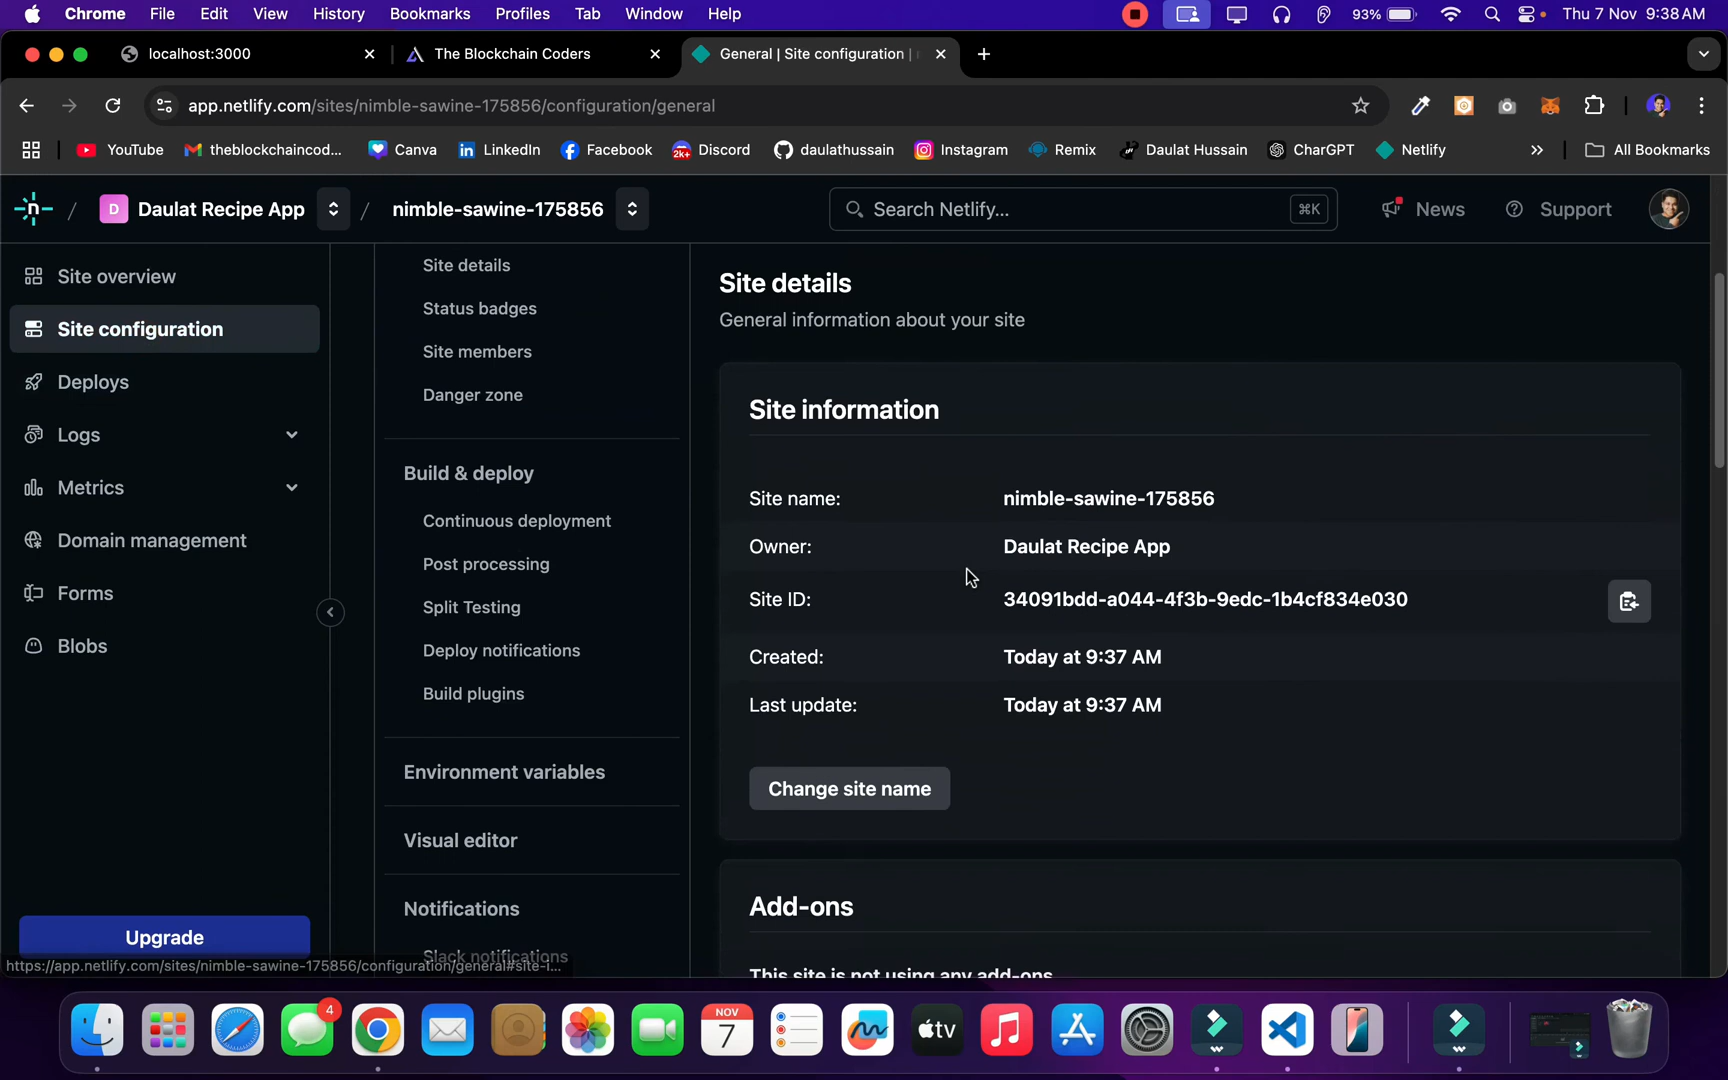 Chrome File Edit View History Bookmarks Profiles Tab Window Help 93% Thu 7 Nov 9:38 AM
localhost:3000 The Blockchain Coders General | Site configuration |
app.netlify.com/sites/nimble-sawine-175856/configuration/general
YouTube theblockchaincod... Canva LinkedIn Facebook 2k+ Discord daulathussain Instagram Remix Daulat Hussain CharGPT Netlify » All Bookmarks
n / D Daulat Recipe App / nimble-sawine-175856 Search Netlify... ⌘K News Support
Site overview
Site configuration
Deploys
Logs
Metrics
Domain management
Forms
Blobs
Upgrade
https://app.netlify.com/sites/nimble-sawine-175856/configuration/general#site-i...
Site details
Status badges
Site members
Danger zone
Build & deploy
Continuous deployment
Post processing
Split Testing
Deploy notifications
Build plugins
Environment variables
Visual editor
Notifications
Slack notifications
Site details
General information about your site
Site information
Site name: nimble-sawine-175856
Owner: Daulat Recipe App
Site ID: 34091bdd-a044-4f3b-9edc-1b4cf834e030
Created: Today at 9:37 AM
Last update: Today at 9:37 AM
Change site name
Add-ons
This site is not using any add-ons
4 NOV 7 tv